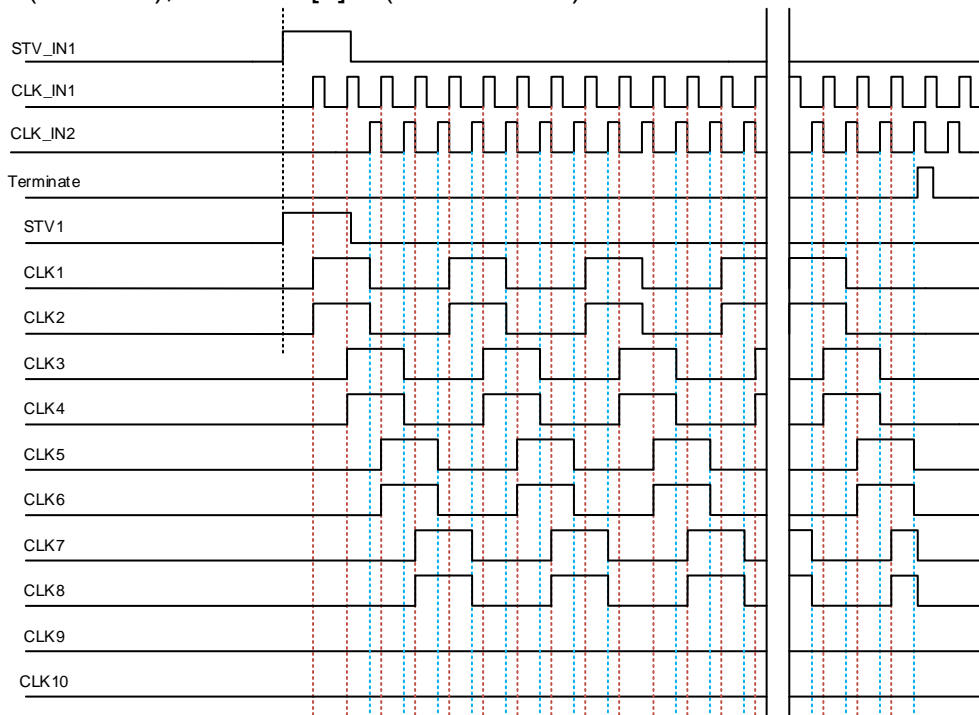 STV_IN1
CLK_IN1
CLK_IN2
Terminate
STV1
CLK1
CLK2
CLK3
CLK4
CLK5
CLK6
CLK7
CLK8
CLK9
CLK10